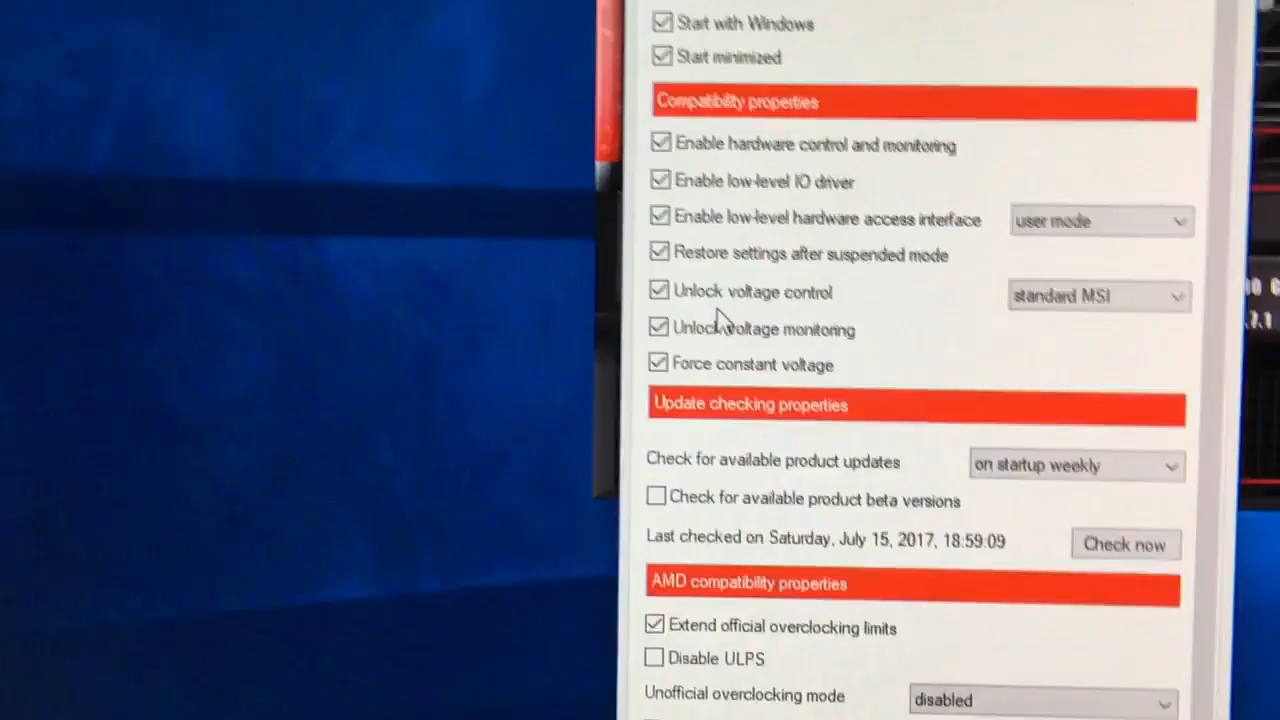 Start with Windows
Start minimized
Compatibility properties
Enable hardware control and monitoring
Enable low-level IO driver
Enable low-level hardware access interface user mode
Restore settings after suspended mode
Unlock voltage control standard MSI
Unlock voltage monitoring
Force constant voltage
Update checking properties
Check for available product updates on startup weekly
Check for available product beta versions
Last checked on Saturday, July 15, 2017, 18:59:09 Check now
AMD compatibility properties
Extend official overclocking limits
Disable ULPS
Unofficial overclocking mode disabled